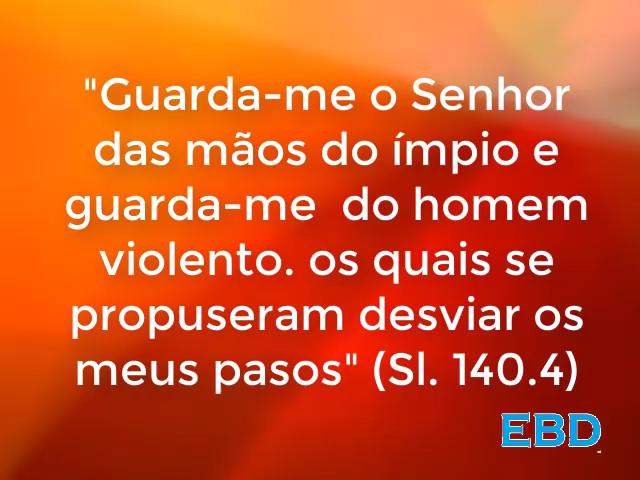 "Guarda-me o Senhor
das mãos do ímpio e
guarda-me  do homem
violento. os quais se
propuseram desviar os
meus pasos" (Sl. 140.4)
EBD